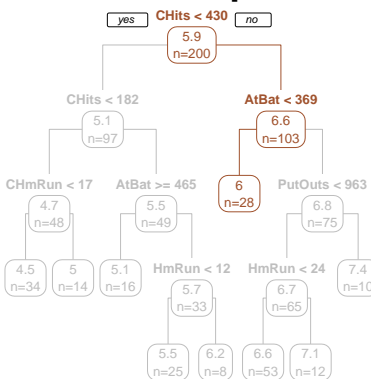 yes CHits < 430 no
5.9
n=200
CHits < 182 AtBat < 369
5.1 6.6
n=97 n=103
CHmRun < 17 AtBat >= 465 6 PutOuts < 963
4.7 5.5 n=28 6.8
n=48 n=49 n=75
4.5 5 5.1 HmRun < 12 HmRun < 24 7.4
n=34 n=14 n=16 5.7 6.7 n=10
n=33 n=65
5.5 6.2 6.6 7.1
n=25 n=8 n=53 n=12